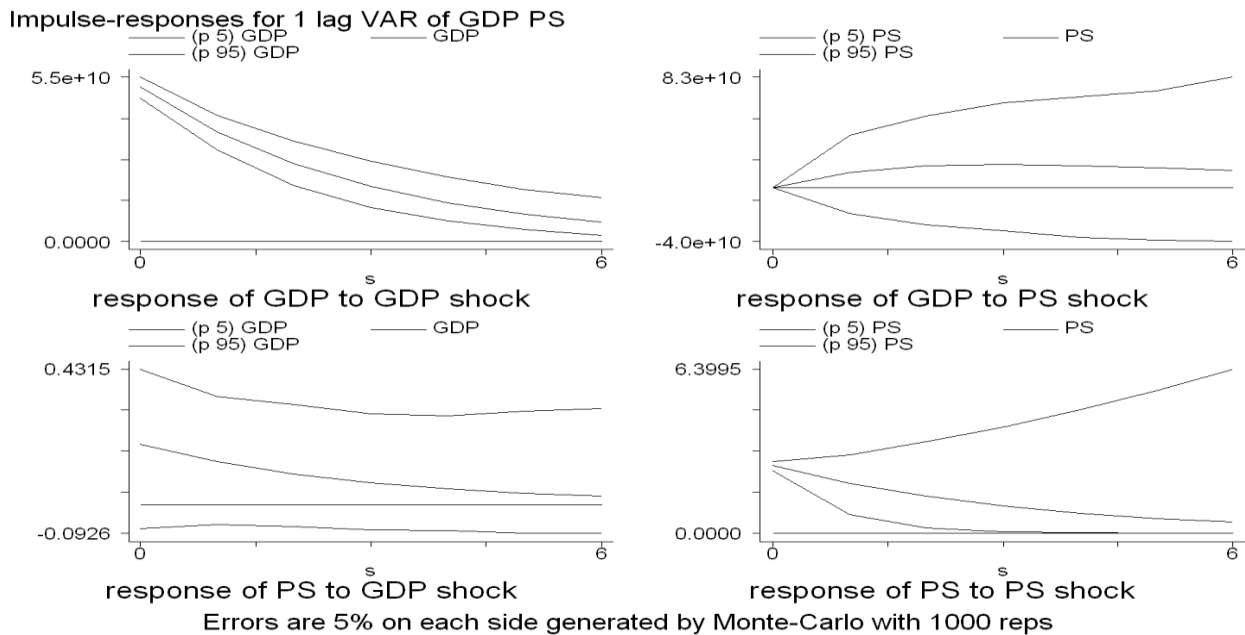 Impulse-responses for 1 lag VAR of GDP PS
(p 5) GDP GDP
(p 95) GDP
5.5e+10
0.0000
0 6
s
response of GDP to GDP shock
(p 5) PS PS
(p 95) PS
8.3e+10
-4.0e+10
0 6
s
response of GDP to PS shock
(p 5) GDP GDP
(p 95) GDP
0.4315
-0.0926
0 6
s
response of PS to GDP shock
(p 5) PS PS
(p 95) PS
6.3995
0.0000
0 6
s
response of PS to PS shock
Errors are 5% on each side generated by Monte-Carlo with 1000 reps